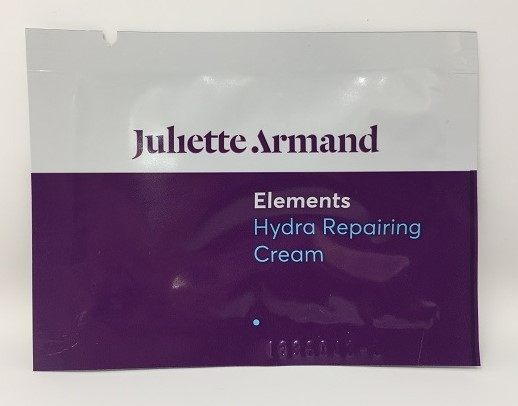 Juliette Armand
Elements
Hydra Repairing
Cream